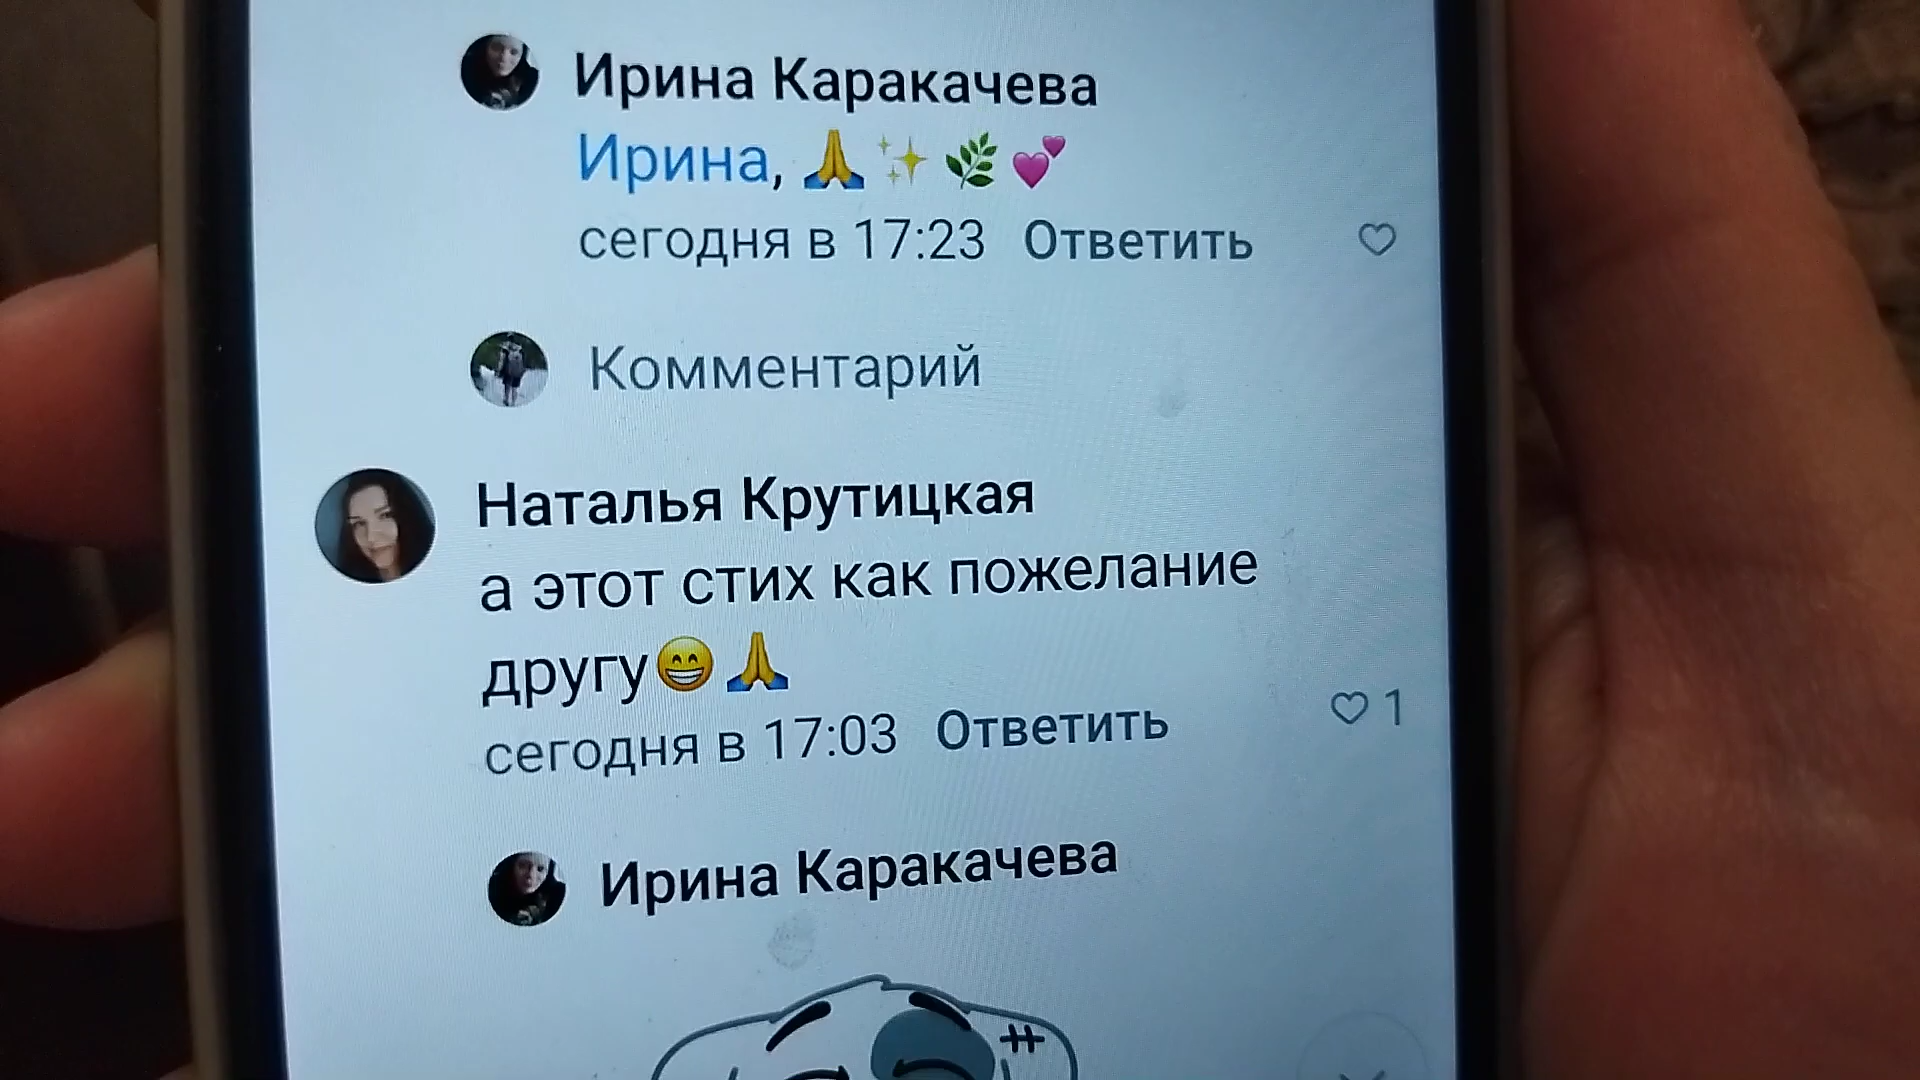 Ирина Каракачева
Ирина, 🙏✨🌿💕
сегодня в 17:23 Ответить
Комментарий
Наталья Крутицкая
а этот стих как пожелание
другу😁🙏
сегодня в 17:03 Ответить 1
Ирина Каракачева